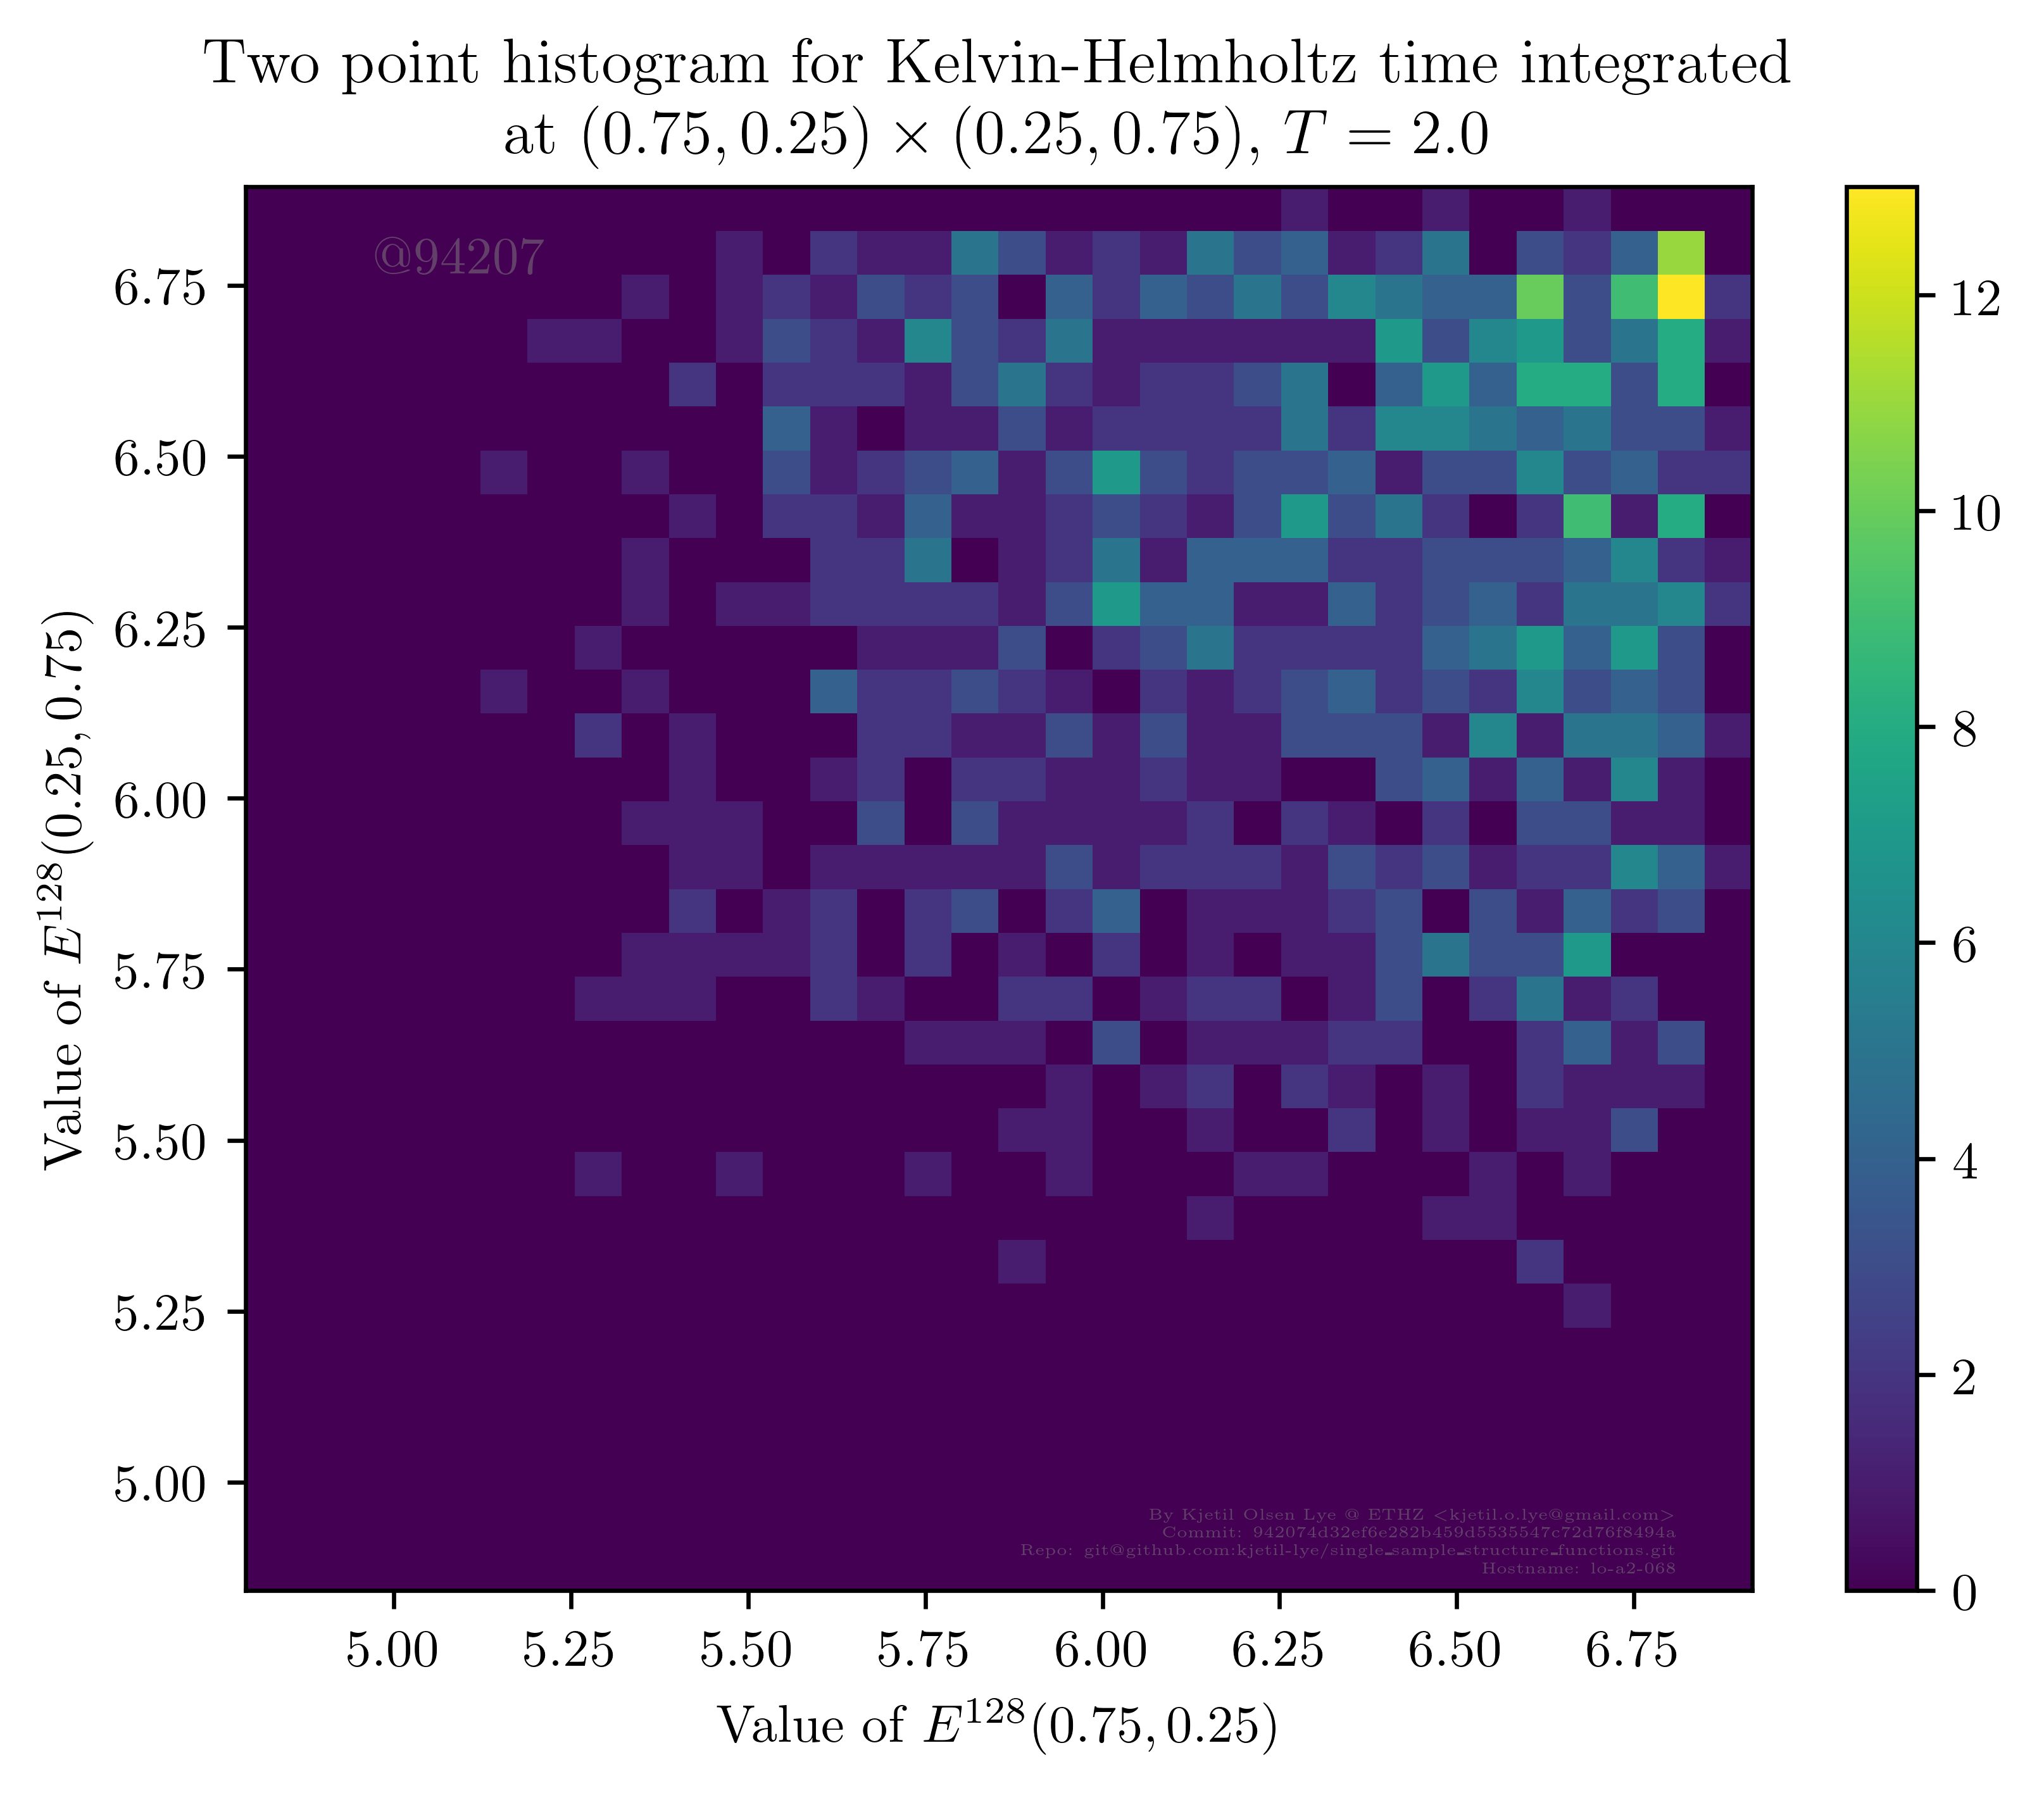 Two point histogram for Kelvin-Helmholtz time integrated
at (0.75, 0.25) × (0.25, 0.75), T = 2.0
@94207
6.75
6.50
6.25
6.00
5.75
5.50
5.25
5.00
Value of E^128(0.25, 0.75)
By Kjetil Olsen Lye @ ETHZ <kjetil.o.lye@gmail.com>
Commit: 942074d32ef6e282b459d5535547c72d76f8494a
Repo: git@github.com:kjetil-lye/single_sample_structure_functions.git
Hostname: lo-a2-068
5.00 5.25 5.50 5.75 6.00 6.25 6.50 6.75
Value of E^128(0.75, 0.25)
12
10
8
6
4
2
0